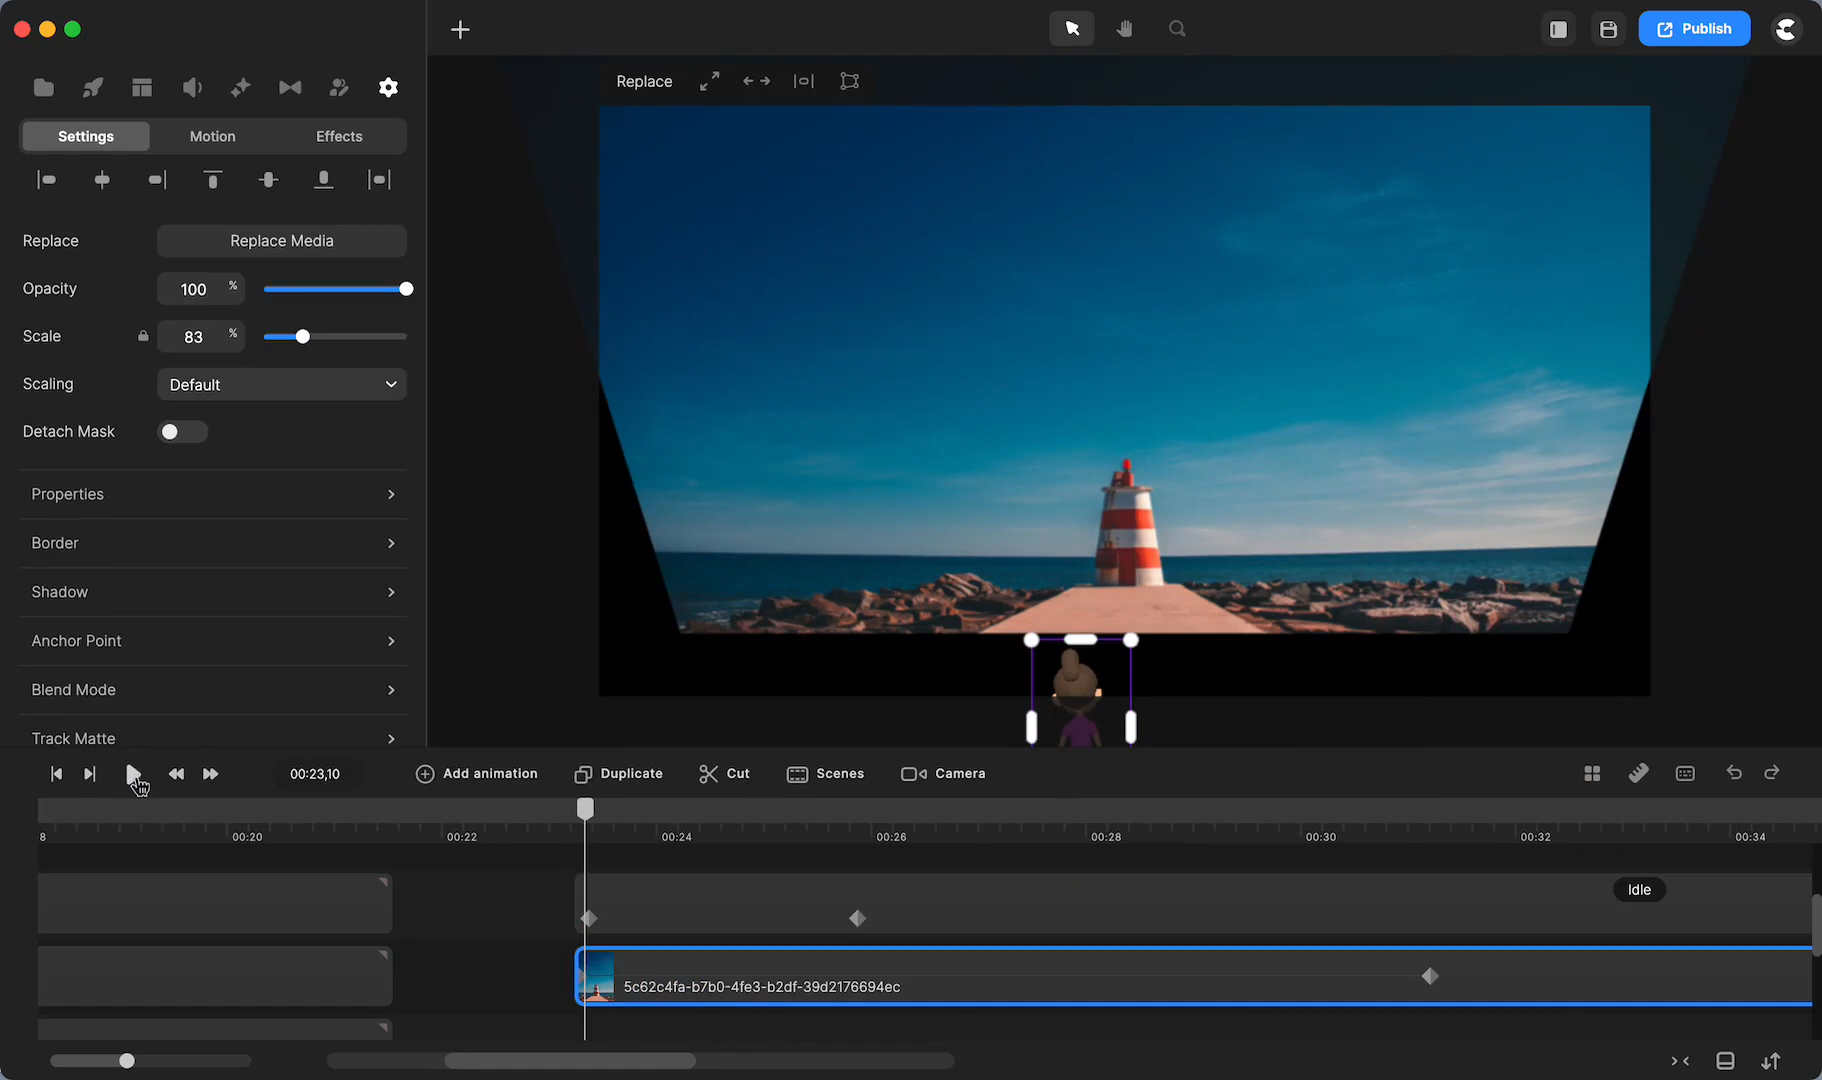 Publish
Replace
Settings Motion Effects
Replace Replace Media
Opacity 100 %
Scale 83 %
Scaling Default
Detach Mask
Properties
Border
Shadow
Anchor Point
Blend Mode
Track Matte
00:23,10 Add animation Duplicate Cut Scenes Camera
8 00:20 00:22 00:24 00:26 00:28 00:30 00:32 00:34
Idle
5c62c4fa-b7b0-4fe3-b2df-39d2176694ec